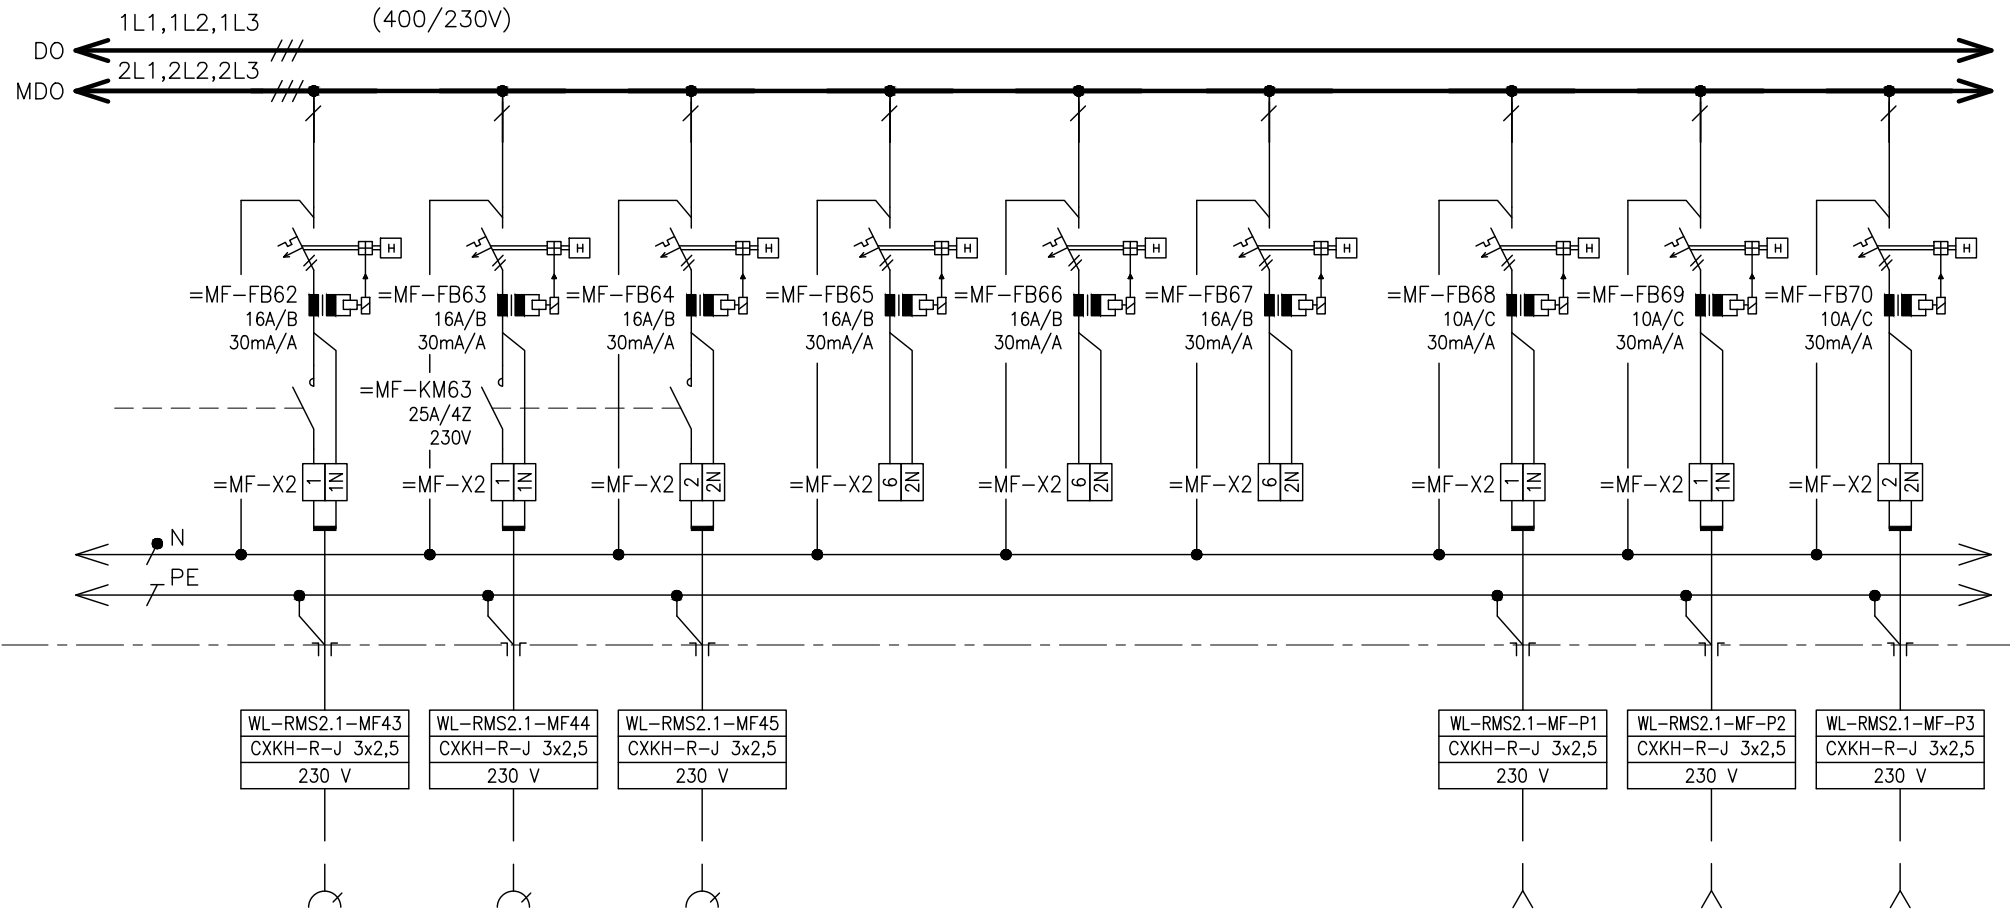 1L1,1L2,1L3 (400/230V)
DO
2L1,2L2,2L3
MDO
H H H H H H H H H
=MF-FB62 =MF-FB63 =MF-FB64 =MF-FB65 =MF-FB66 =MF-FB67 =MF-FB68 =MF-FB69 =MF-FB70
16A/B 16A/B 16A/B 16A/B 16A/B 16A/B 10A/C 10A/C 10A/C
30mA/A 30mA/A 30mA/A 30mA/A 30mA/A 30mA/A 30mA/A 30mA/A 30mA/A
=MF-KM63
25A/4Z
230V
=MF-X2 1 1N =MF-X2 1 1N =MF-X2 2 2N =MF-X2 6 2N =MF-X2 6 2N =MF-X2 6 2N =MF-X2 1 1N =MF-X2 1 1N =MF-X2 2 2N
N
PE
WL-RMS2.1-MF43 WL-RMS2.1-MF44 WL-RMS2.1-MF45 WL-RMS2.1-MF-P1 WL-RMS2.1-MF-P2 WL-RMS2.1-MF-P3
CXKH-R-J 3x2,5 CXKH-R-J 3x2,5 CXKH-R-J 3x2,5 CXKH-R-J 3x2,5 CXKH-R-J 3x2,5 CXKH-R-J 3x2,5
230 V 230 V 230 V 230 V 230 V 230 V